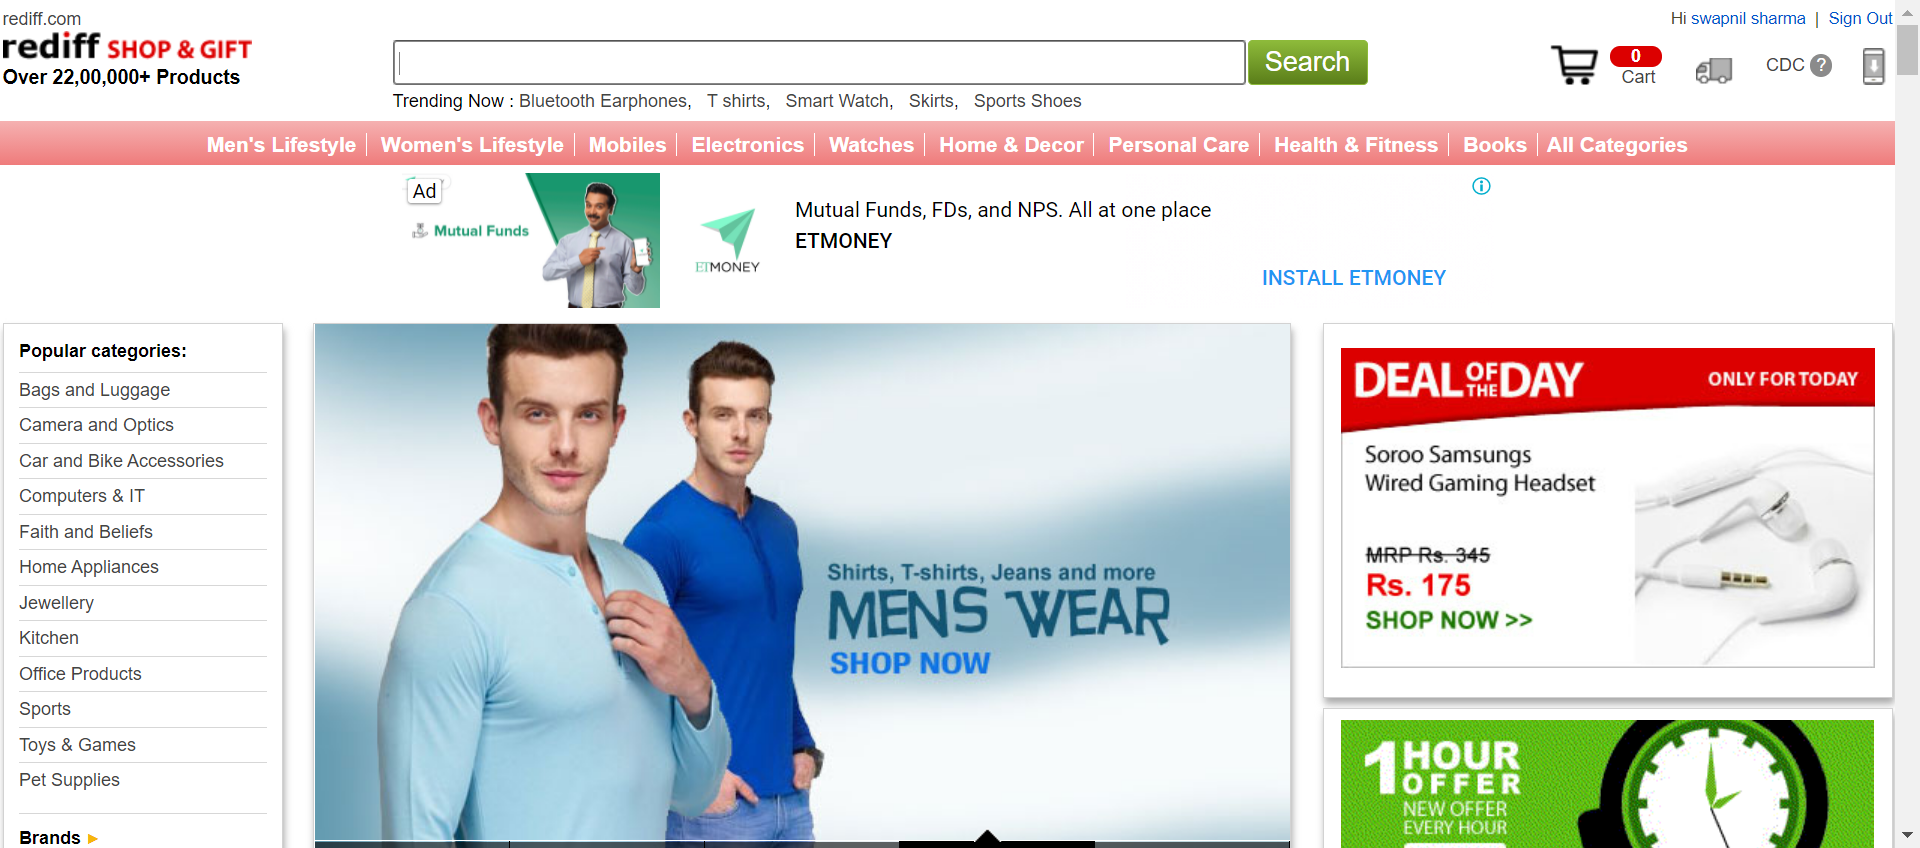 rediff.com
Hi swapnil sharma | Sign Out
rediff SHOP & GIFT
Over 22,00,000+ Products
Search
0
Cart
CDC ?
Trending Now : Bluetooth Earphones, T shirts, Smart Watch, Skirts, Sports Shoes
Men's Lifestyle
Women's Lifestyle
Mobiles
Electronics
Watches
Home & Decor
Personal Care
Health & Fitness
Books
All Categories
Ad
Mutual Funds
ETMONEY
Mutual Funds, FDs, and NPS. All at one place
ETMONEY
INSTALL ETMONEY
Popular categories:
Bags and Luggage
Camera and Optics
Car and Bike Accessories
Computers & IT
Faith and Beliefs
Home Appliances
Jewellery
Kitchen
Office Products
Sports
Toys & Games
Pet Supplies
Brands
Shirts, T-shirts, Jeans and more
MENS WEAR
SHOP NOW
DEAL OF THE DAY
ONLY FOR TODAY
Soroo Samsungs
Wired Gaming Headset
MRP Rs. 345
Rs. 175
SHOP NOW >>
1 HOUR
OFFER
NEW OFFER
EVERY HOUR